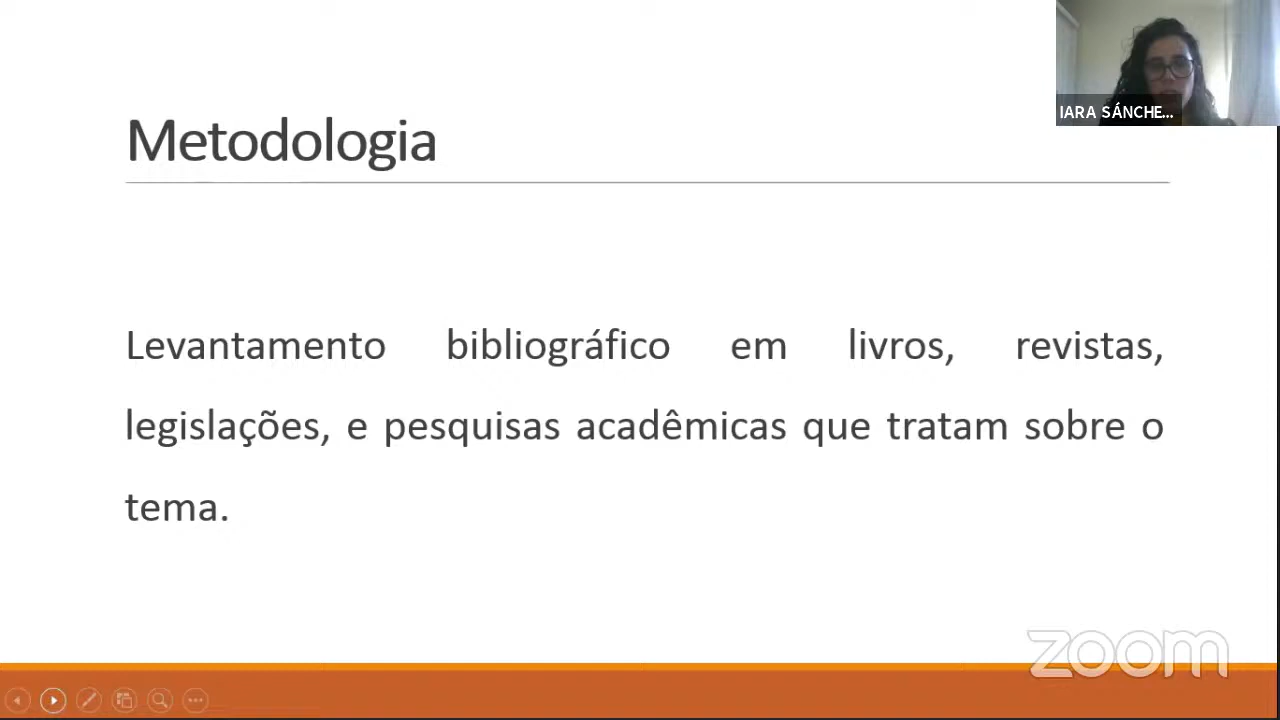 IARA SÁNCHE...
Metodologia
Levantamento bibliográfico em livros, revistas,
legislações, e pesquisas acadêmicas que tratam sobre o
tema.
zoom